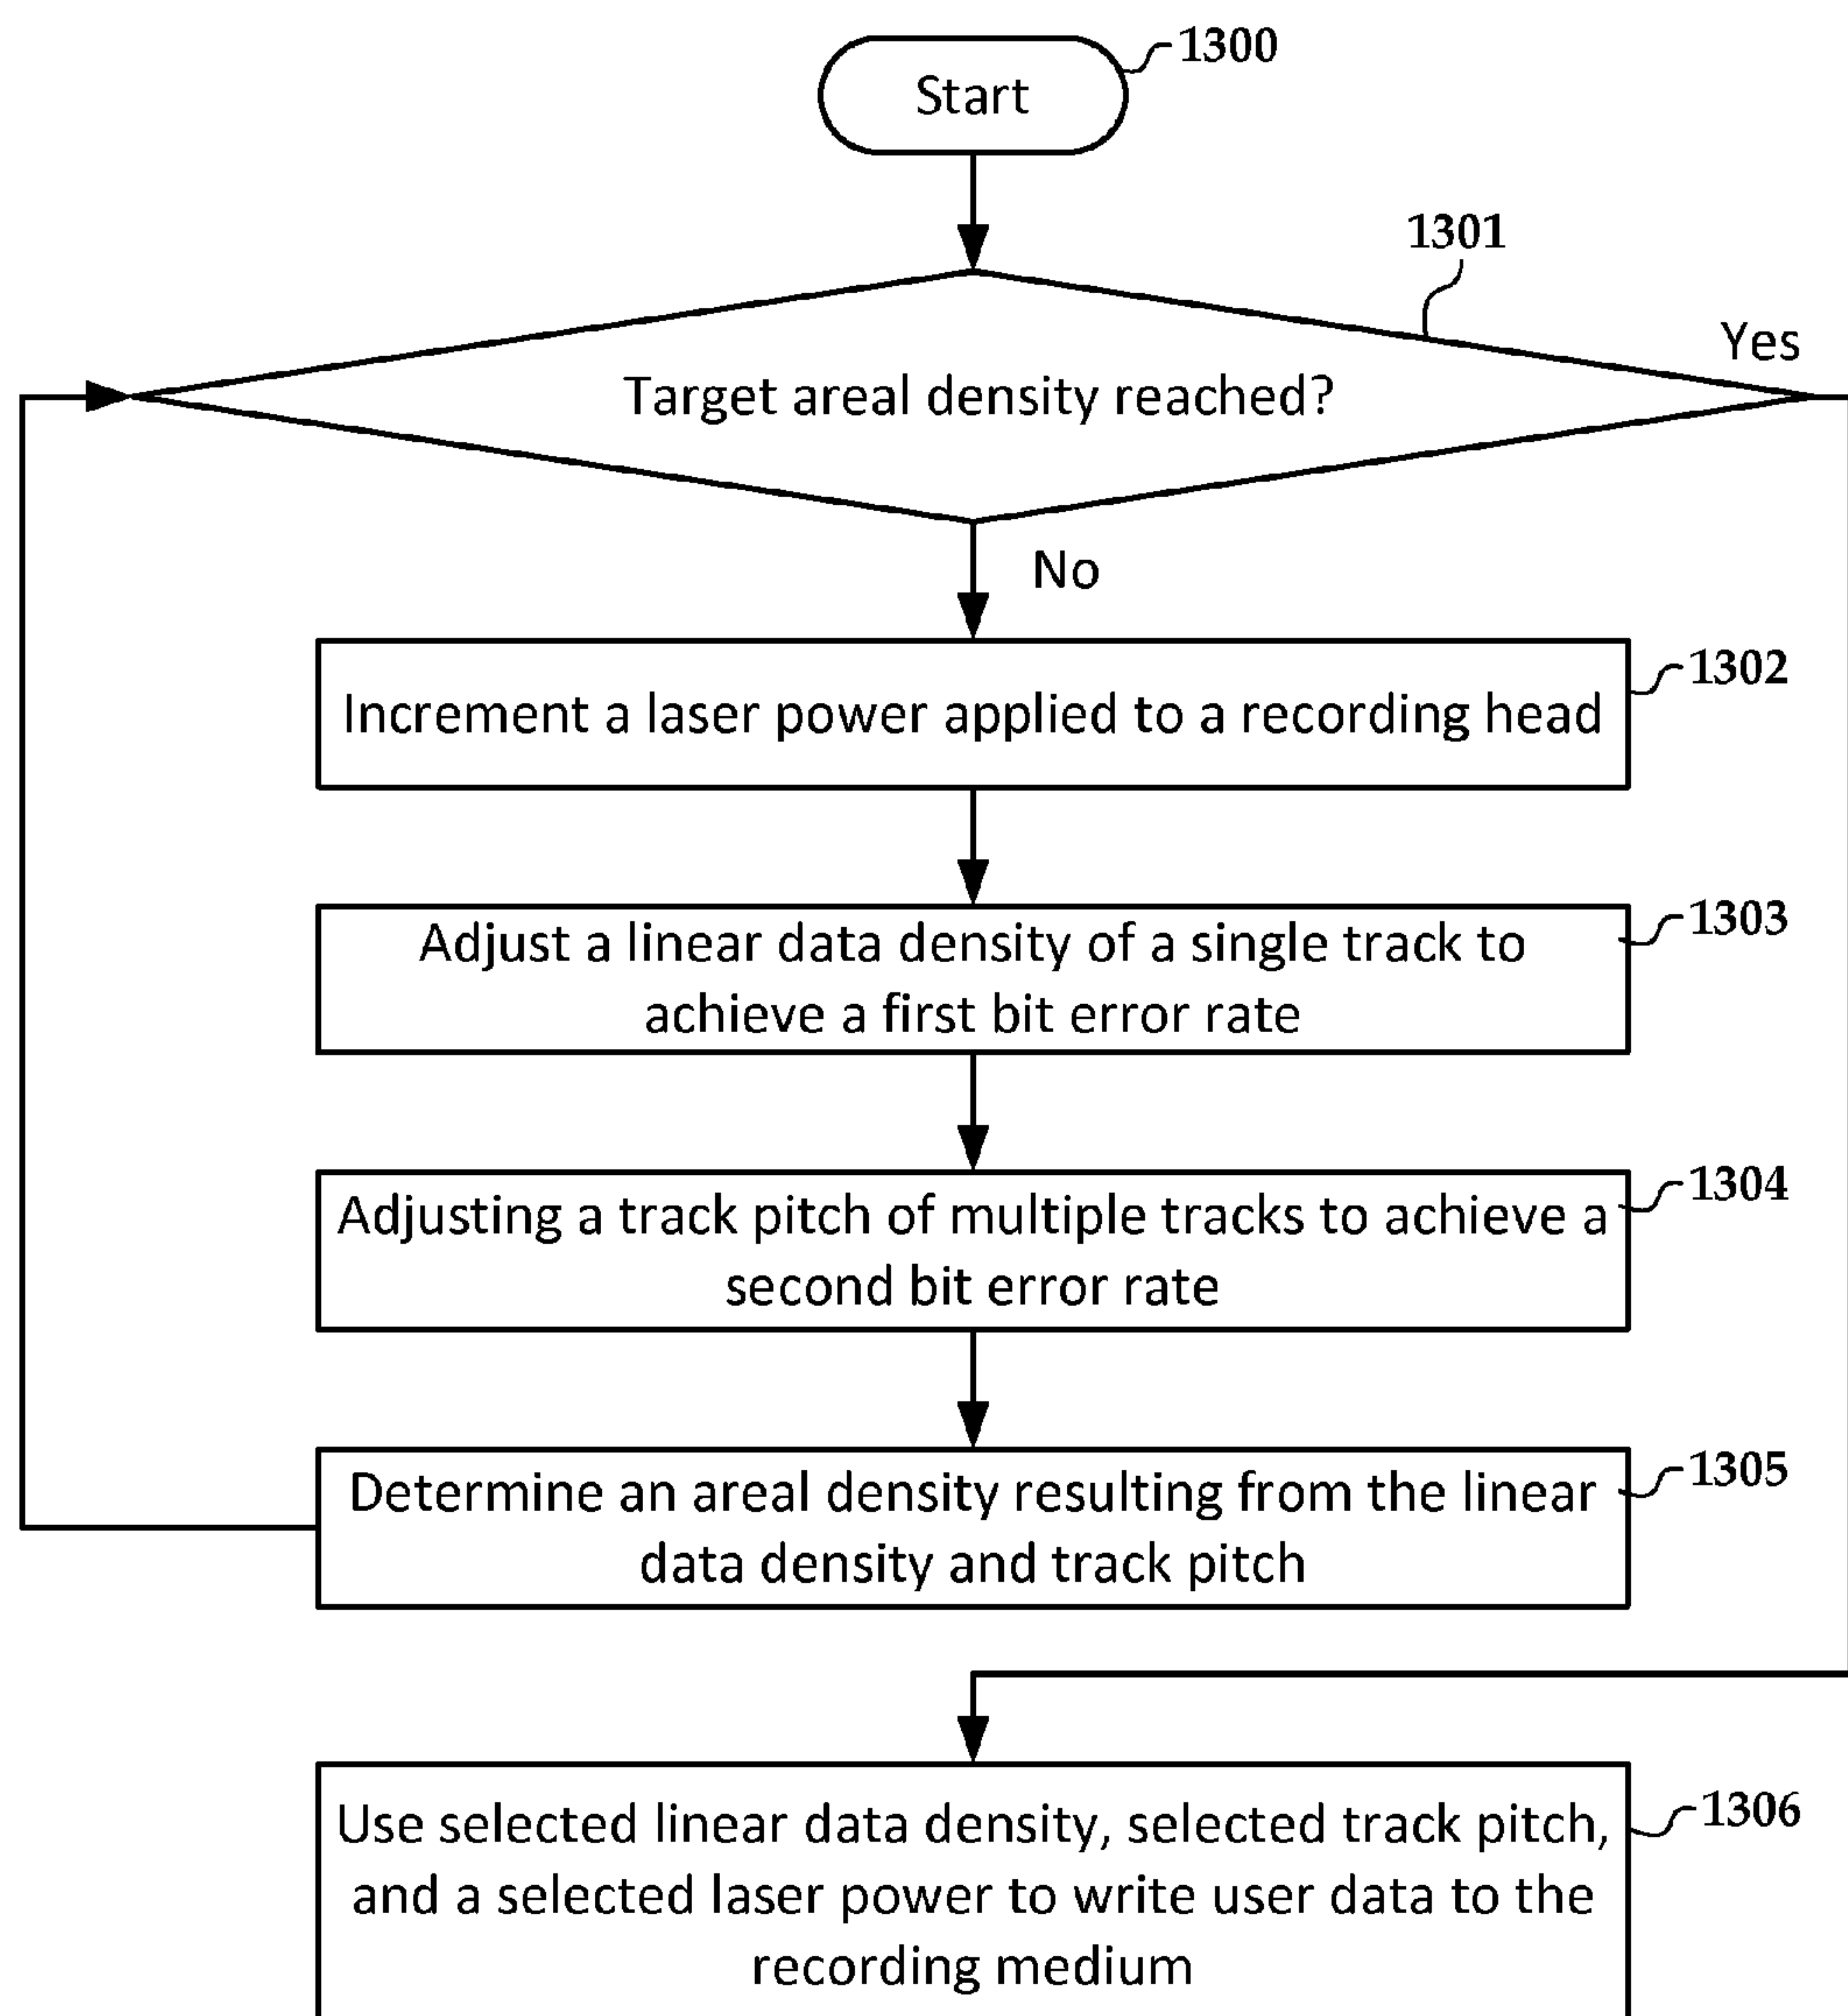 1300
Start
1301
Yes
Target areal density reached?
No
1302
Increment a laser power applied to a recording head
1303
Adjust a linear data density of a single track to
achieve a first bit error rate
1304
Adjusting a track pitch of multiple tracks to achieve a
second bit error rate
1305
Determine an areal density resulting from the linear
data density and track pitch
1306
Use selected linear data density, selected track pitch,
and a selected laser power to write user data to the
recording medium